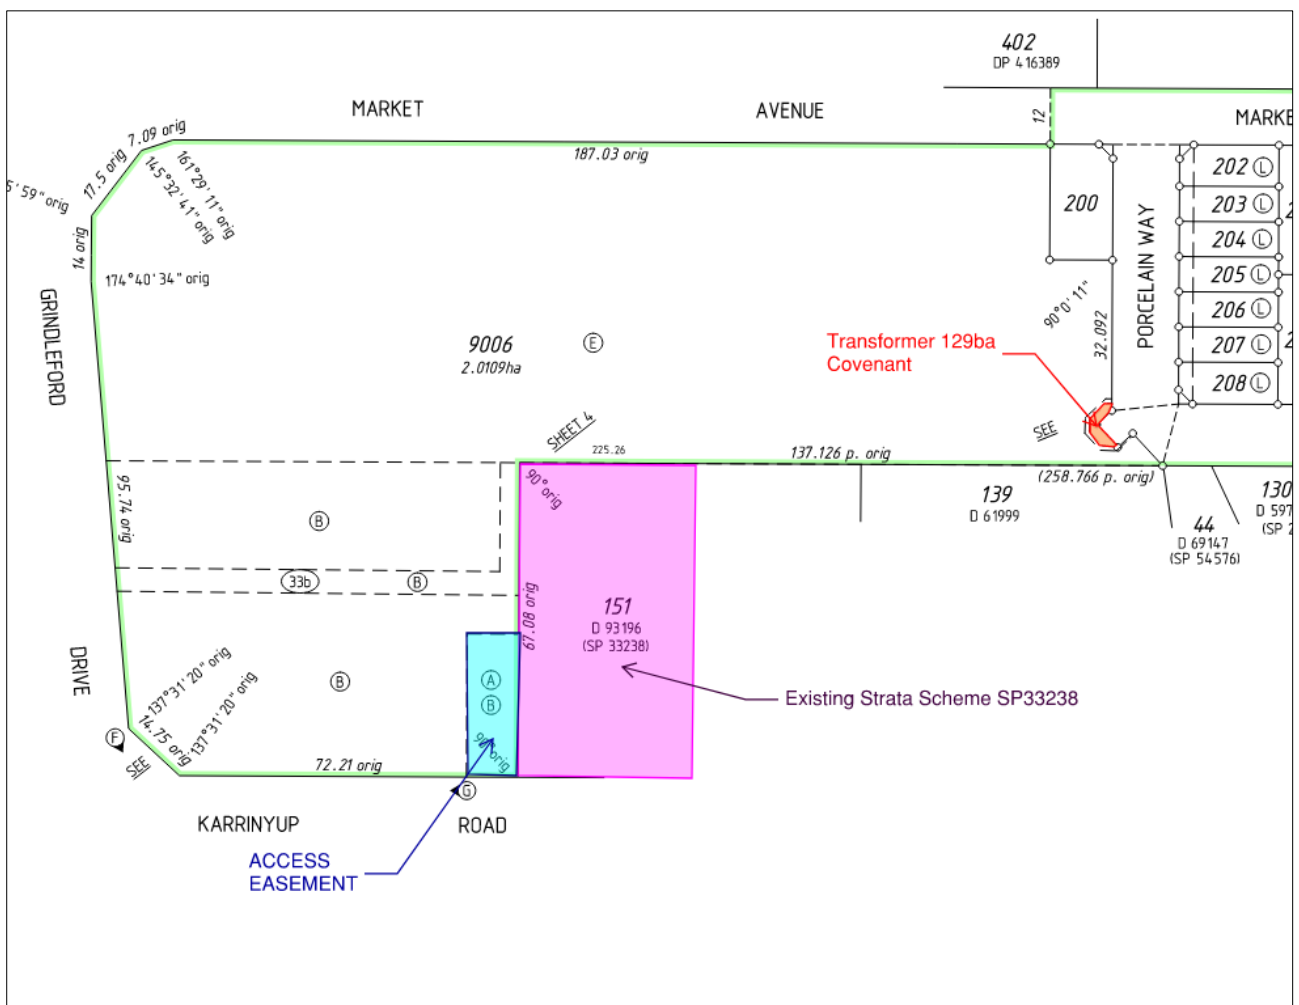 402
DP 416389
MARKET
AVENUE
12
MARKE
7.09 orig
187.03 orig
17.5 orig
161°29'11" orig
145°32'41" orig
5'59" orig
14 orig
174°40'34" orig
200
PORCELAIN WAY
202 L
203 L
204 L
205 L
206 L
207 L
208 L
2
2
GRINDLEFORD
9006
2.0109ha
E
90°0'11"
32.092
Transformer 129ba
Covenant
SEE
SHEET 4
225.26
137.126 p. orig
(258.766 p. orig)
90° orig
95.74 orig
B
33b
B
139
D 61999
44
D 69147
(SP 54576)
130
D 597
(SP 2
67.08 orig
151
D 93196
(SP 33238)
DRIVE
137°31'20" orig
137°31'20" orig
14.75 orig
B
A
B
90° orig
Existing Strata Scheme SP33238
F
SEE
72.21 orig
G
KARRINYUP
ROAD
ACCESS
EASEMENT